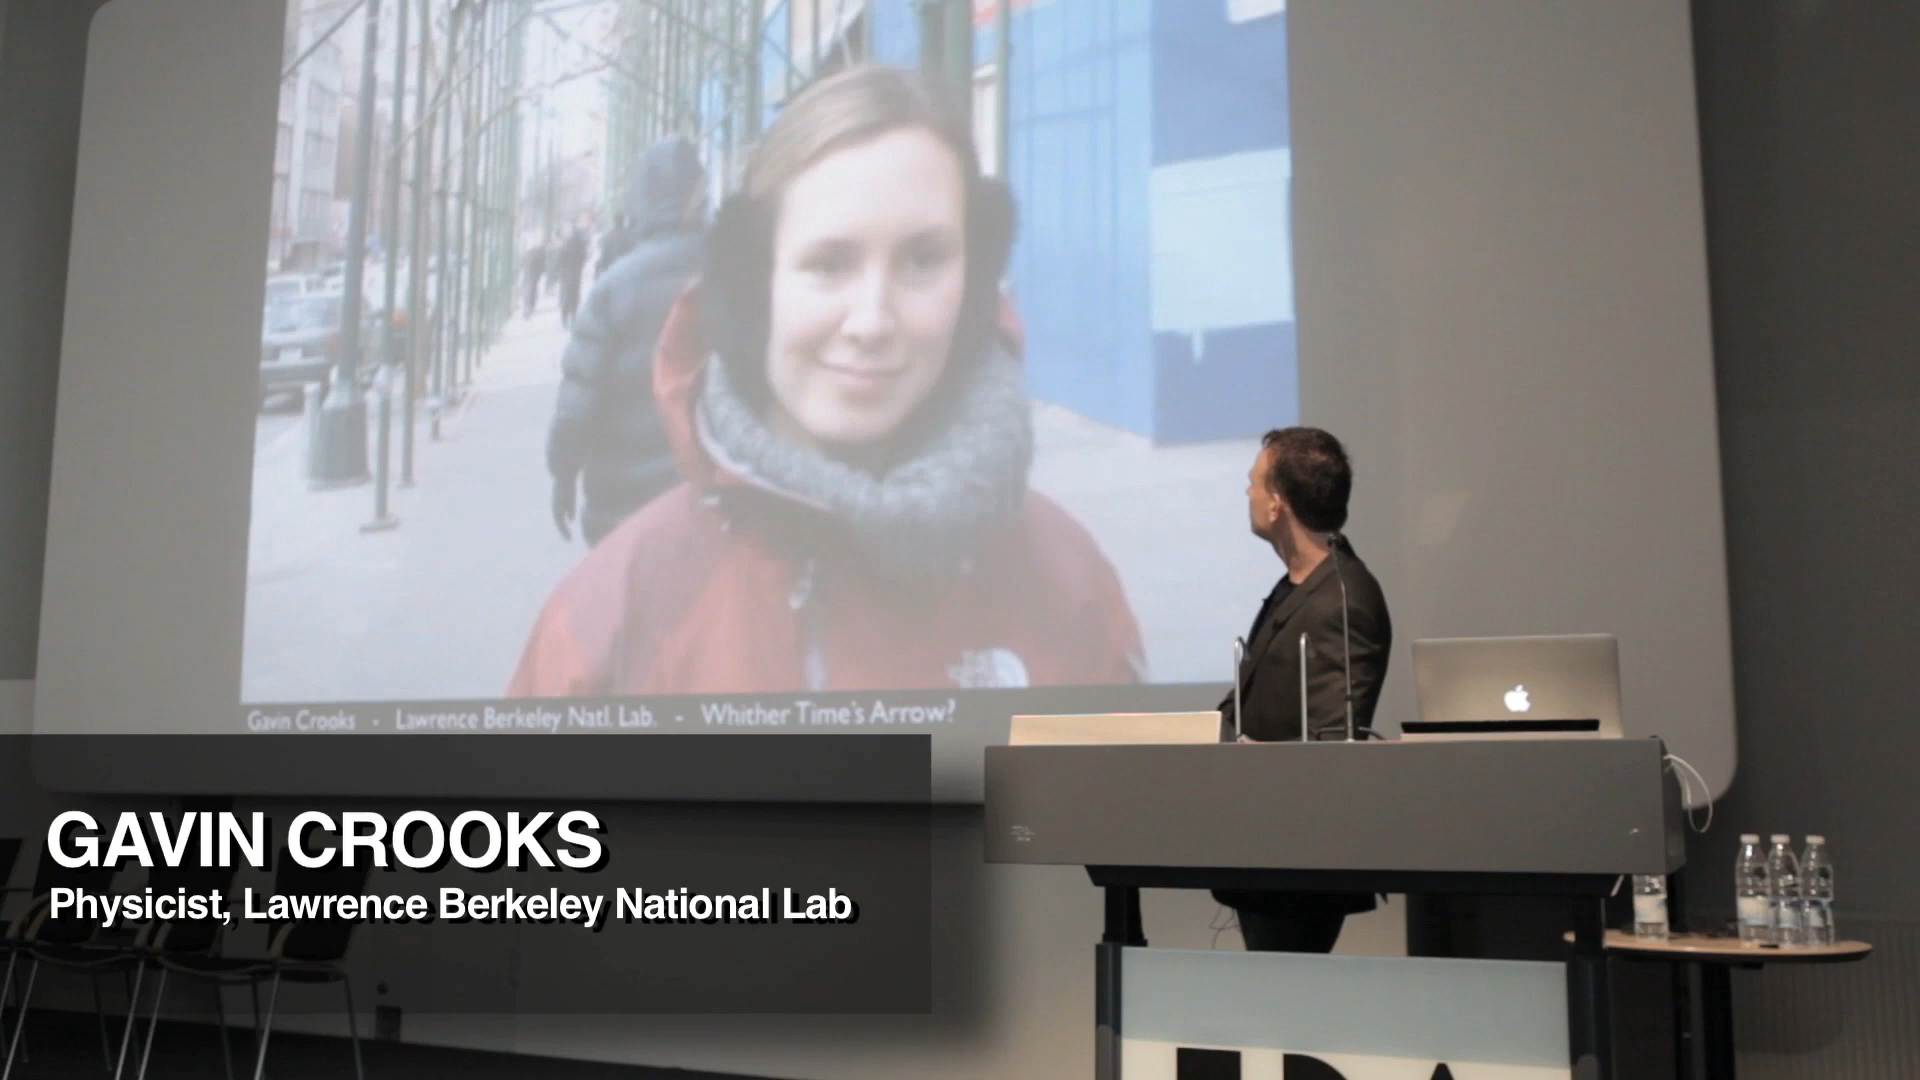 Gavin Crooks - Lawrence Berkeley Natl. Lab. - Whither Time's Arrow?
GAVIN CROOKS
Physicist, Lawrence Berkeley National Lab